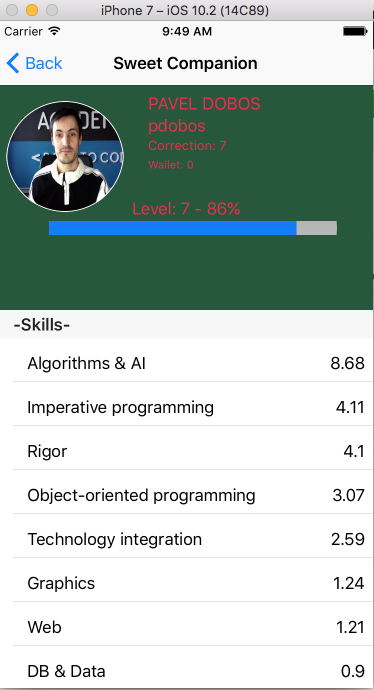 iPhone 7 – iOS 10.2 (14C89)
Carrier 9:49 AM
Back Sweet Companion
ACADE
< CO
PAVEL DOBOS
pdobos
Correction: 7
Wallet: 0
Level: 7 - 86%
-Skills-
Algorithms & AI 8.68
Imperative programming 4.11
Rigor 4.1
Object-oriented programming 3.07
Technology integration 2.59
Graphics 1.24
Web 1.21
DB & Data 0.9